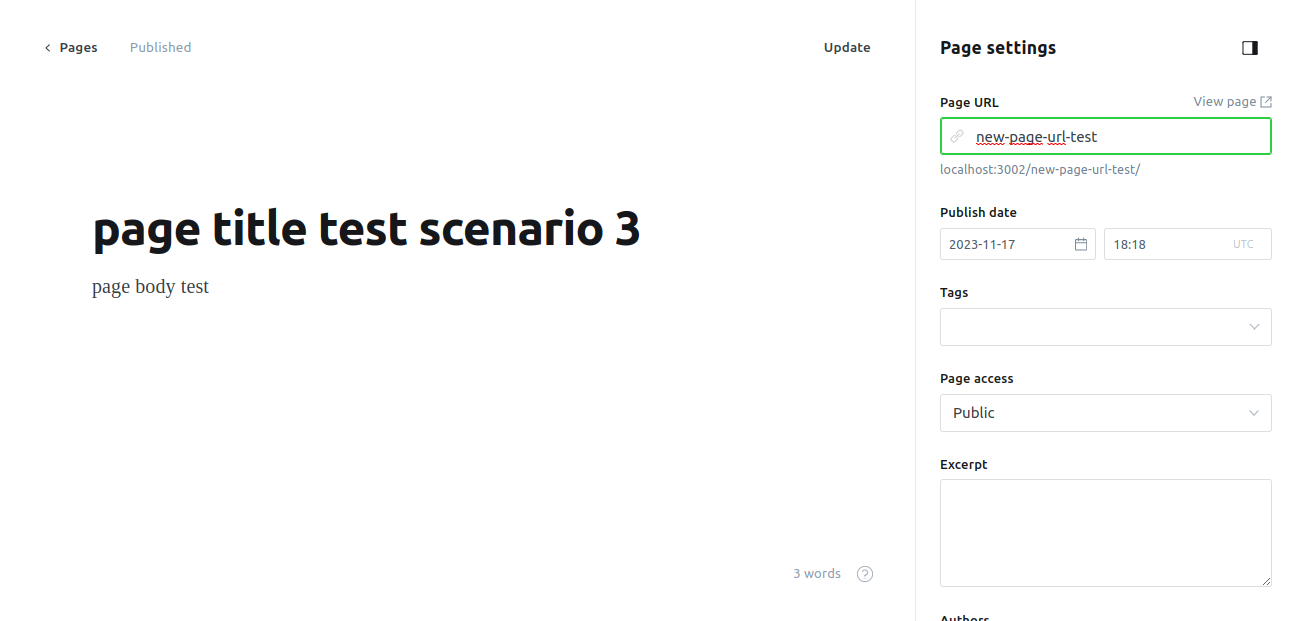 Pages
Published
Update
page title test scenario 3
page body test
3 words
?
Page settings
Page URL
View page
new-page-url-test
localhost:3002/new-page-url-test/
Publish date
2023-11-17
18:18
UTC
Tags
Page access
Public
Excerpt
Authors